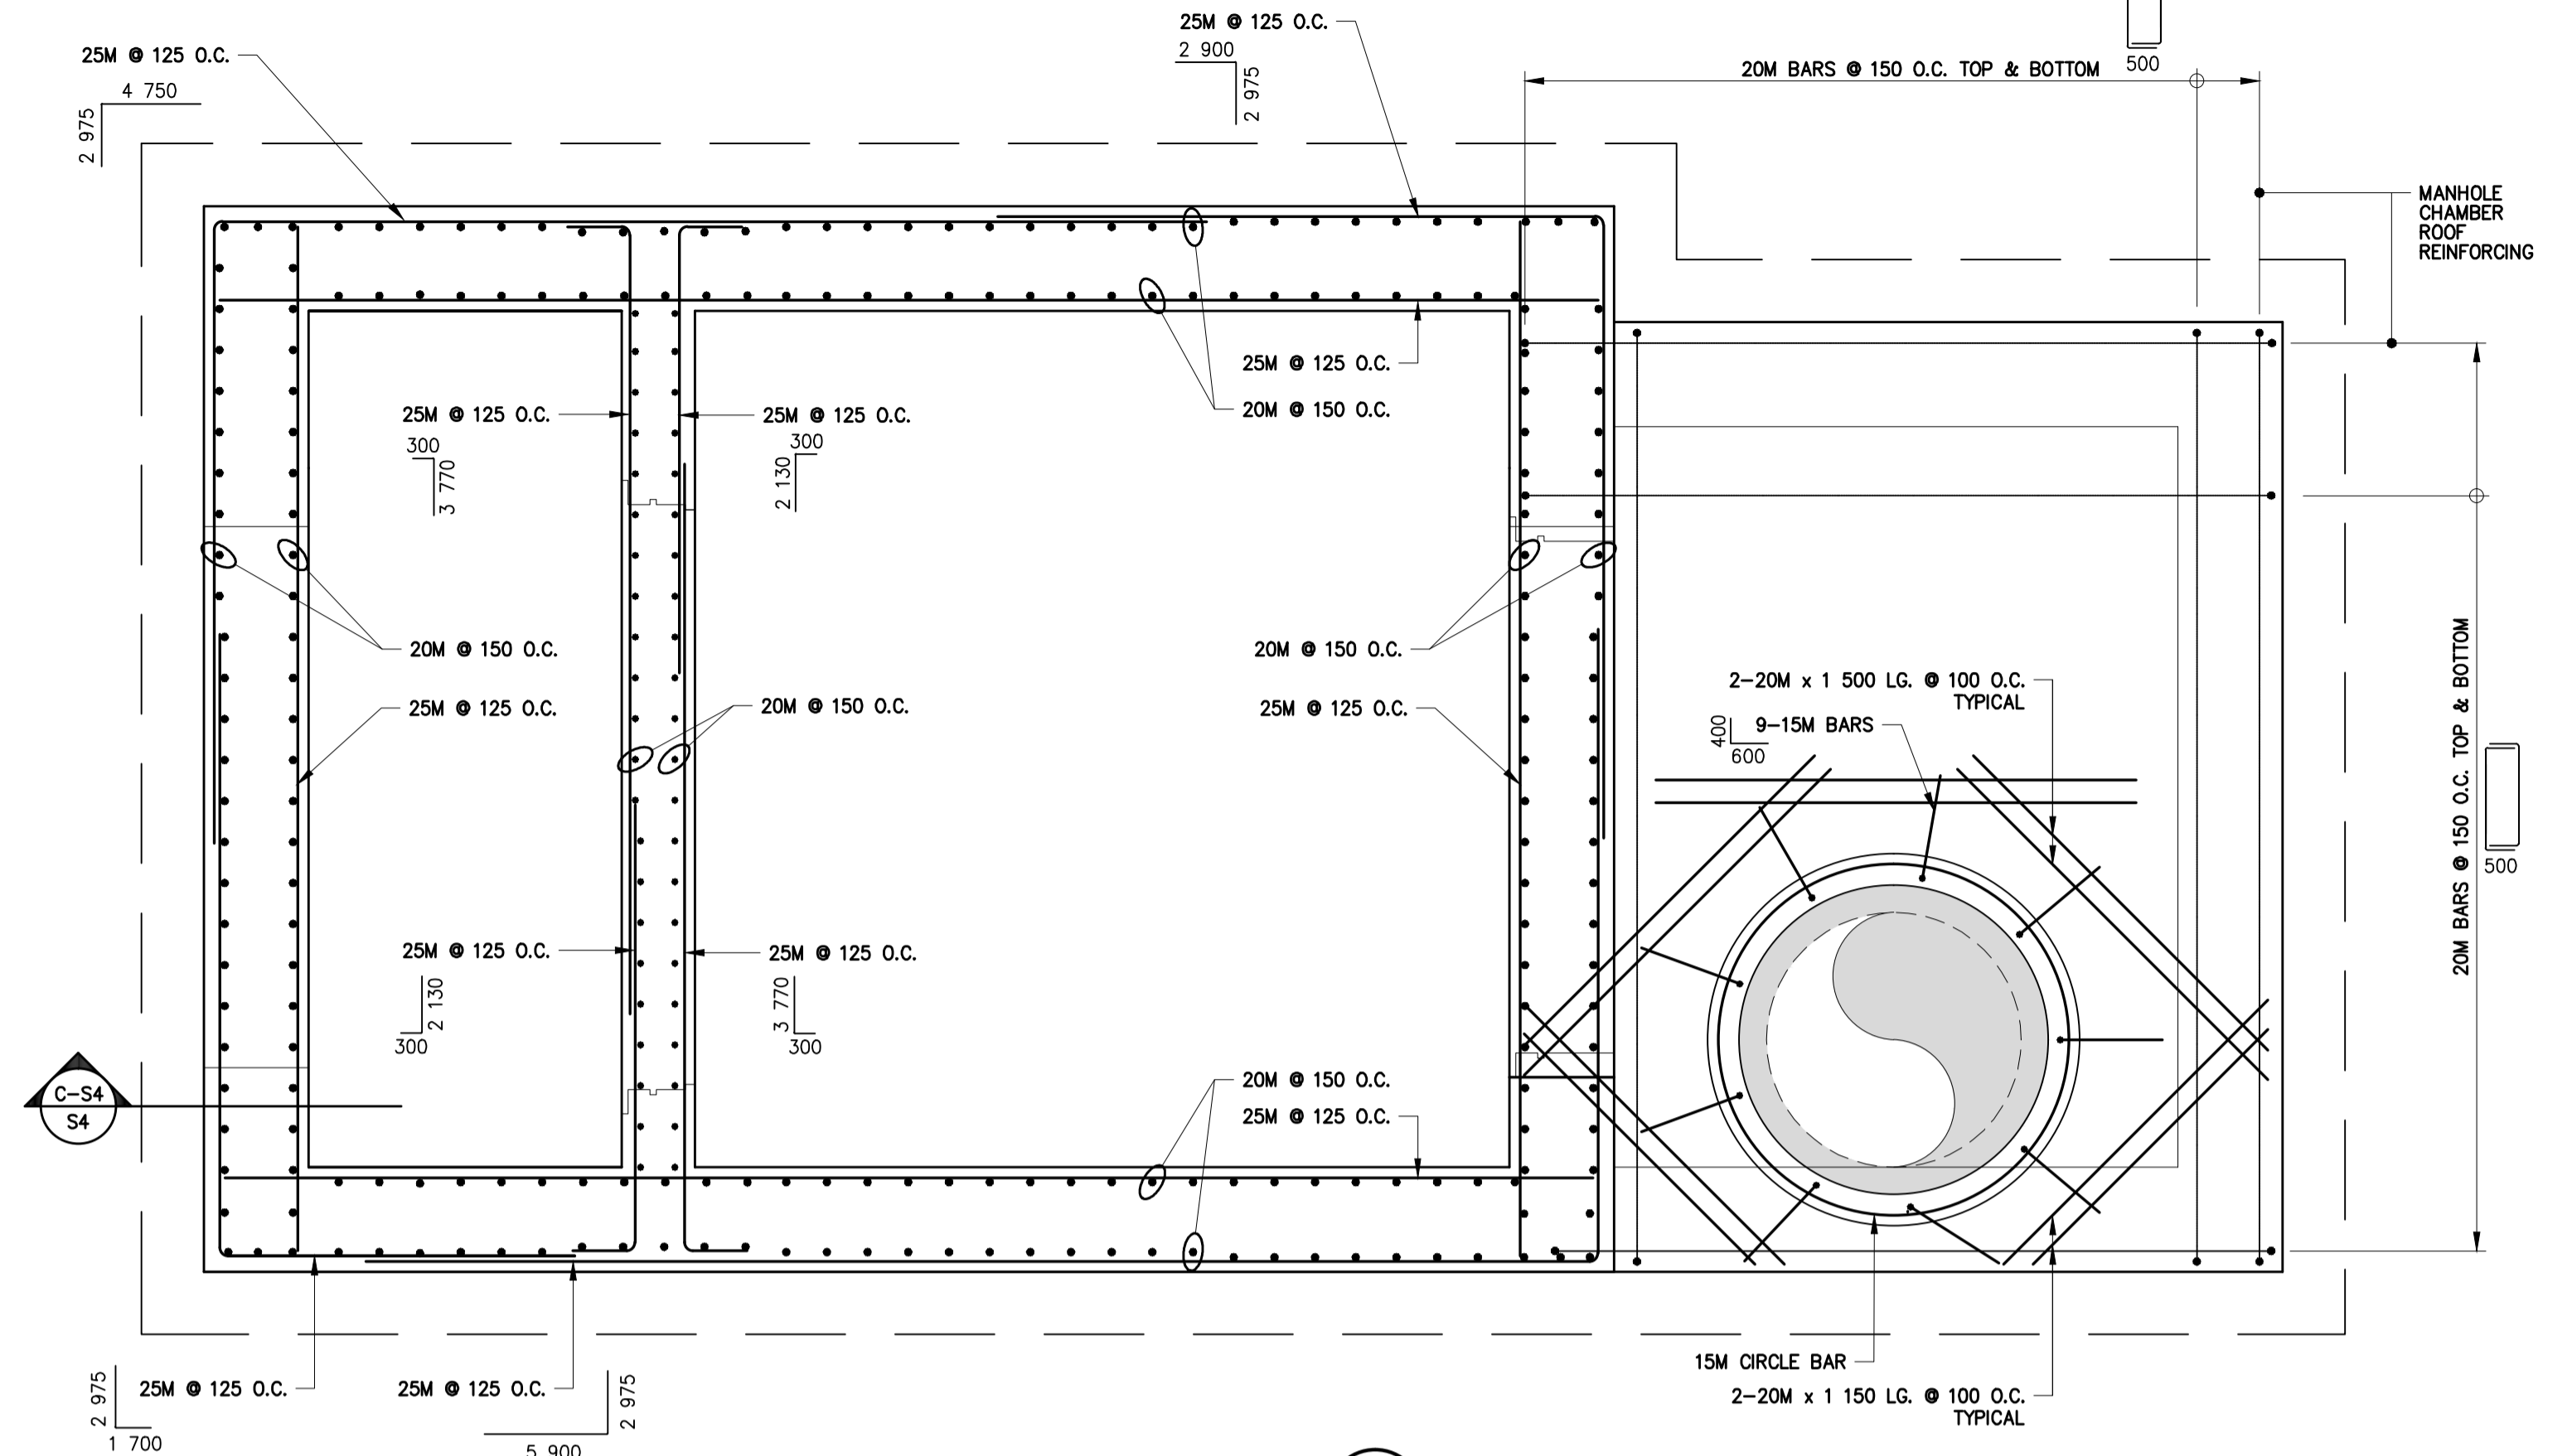 25M @ 125 O.C.
2 900
2 975
25M @ 125 O.C.
4 750
2 975
20M BARS @ 150 O.C. TOP & BOTTOM
500
MANHOLE
CHAMBER
ROOF
REINFORCING
25M @ 125 O.C.
20M @ 150 O.C.
25M @ 125 O.C.
300
3 770
25M @ 125 O.C.
300
2 130
20M @ 150 O.C.
25M @ 125 O.C.
20M @ 150 O.C.
20M @ 150 O.C.
25M @ 125 O.C.
2-20M x 1 500 LG. @ 100 O.C.
TYPICAL
9-15M BARS
400
600
20M BARS @ 150 O.C. TOP & BOTTOM
500
25M @ 125 O.C.
2 130
300
25M @ 125 O.C.
3 770
300
20M @ 150 O.C.
25M @ 125 O.C.
C-S4
S4
2 975
25M @ 125 O.C.
1 700
25M @ 125 O.C.
2 975
5 900
15M CIRCLE BAR
2-20M x 1 150 LG. @ 100 O.C.
TYPICAL